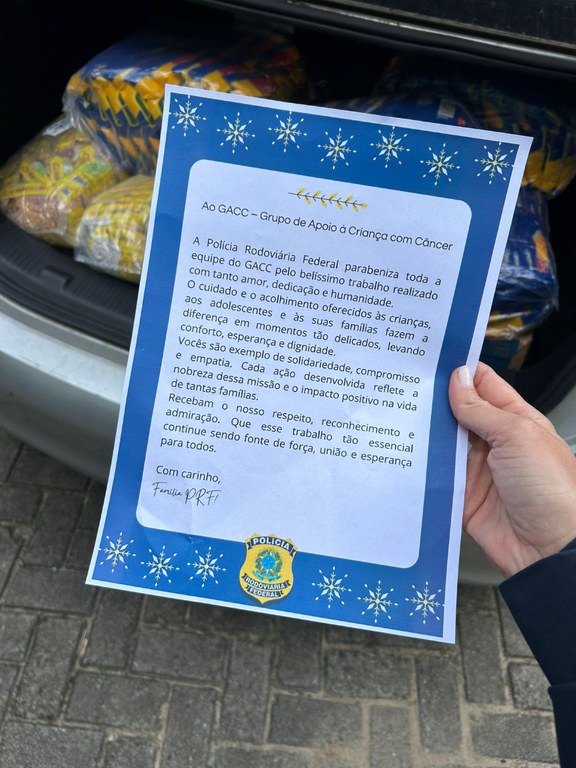 Ao GACC – Grupo de Apoio á Criança com Câncer
A Polícia Rodoviária Federal parabeniza toda a
equipe do GACC pelo belíssimo trabalho realizado
com tanto amor, dedicação e humanidade.
O cuidado e o acolhimento oferecidos às crianças,
aos adolescentes e às suas famílias fazem a
diferença em momentos tão delicados, levando
conforto, esperança e dignidade.
Vocês são exemplo de solidariedade, compromisso
e empatia. Cada ação desenvolvida reflete a
nobreza dessa missão e o impacto positivo na vida
de tantas famílias.
Recebam o nosso respeito, reconhecimento e
admiração. Que esse trabalho tão essencial
continue sendo fonte de força, união e esperança
para todos.
Com carinho,
Família PRF!
POLÍCIA
RODOVIÁRIA
FEDERAL